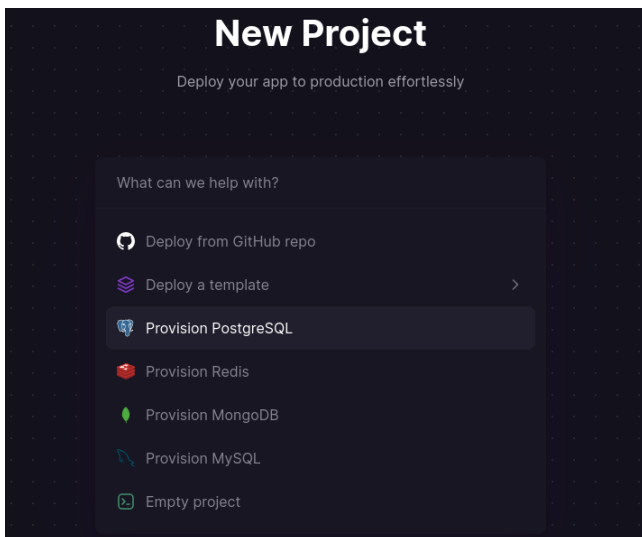 New Project
Deploy your app to production effortlessly
What can we help with?
Deploy from GitHub repo
Deploy a template
Provision PostgreSQL
Provision Redis
Provision MongoDB
Provision MySQL
Empty project